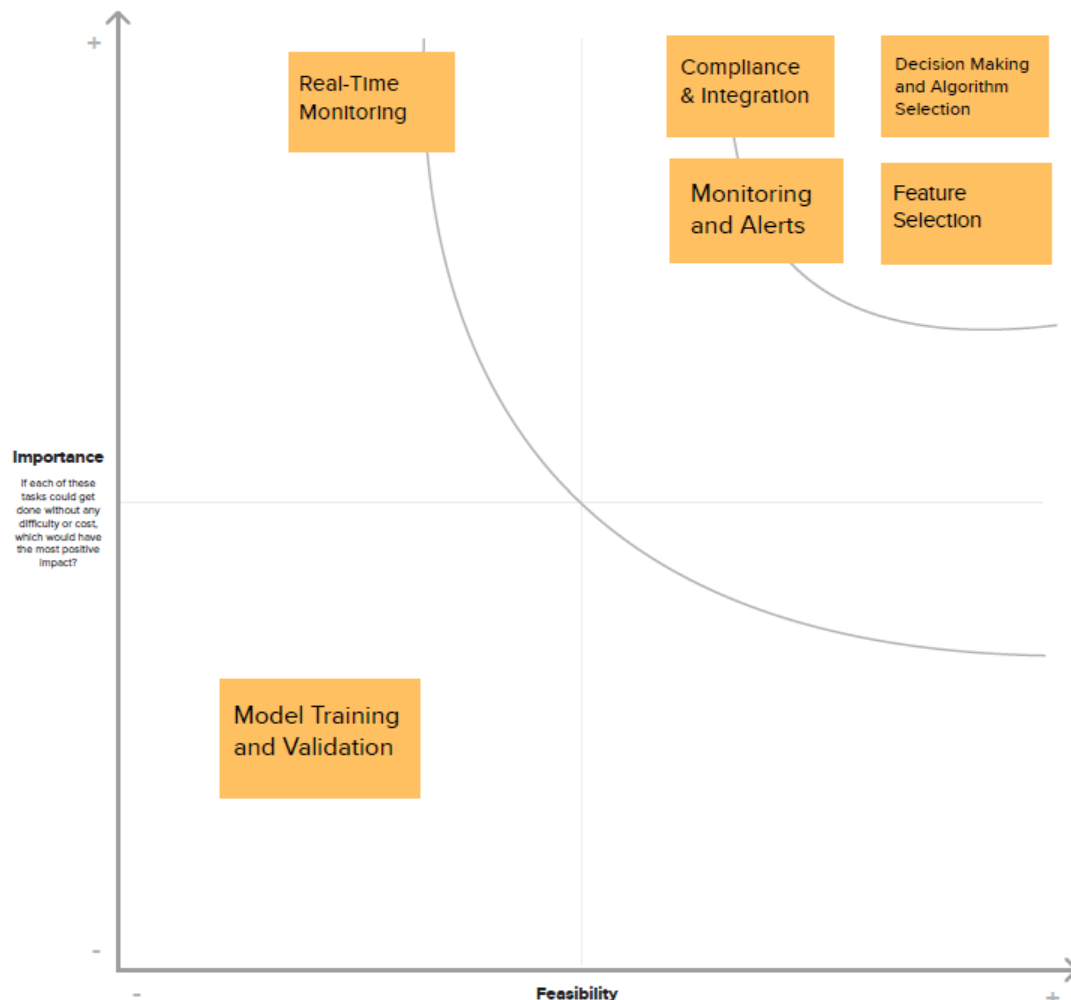 +
Real-Time
Monitoring
Compliance
& Integration
Decision Making
and Algorithm
Selection
Monitoring
and Alerts
Feature
Selection
Importance
If each of these
tasks could get
done without any
difficulty or cost,
which would have
the most positive
impact?
Model Training
and Validation
-
-
Feasibility
+